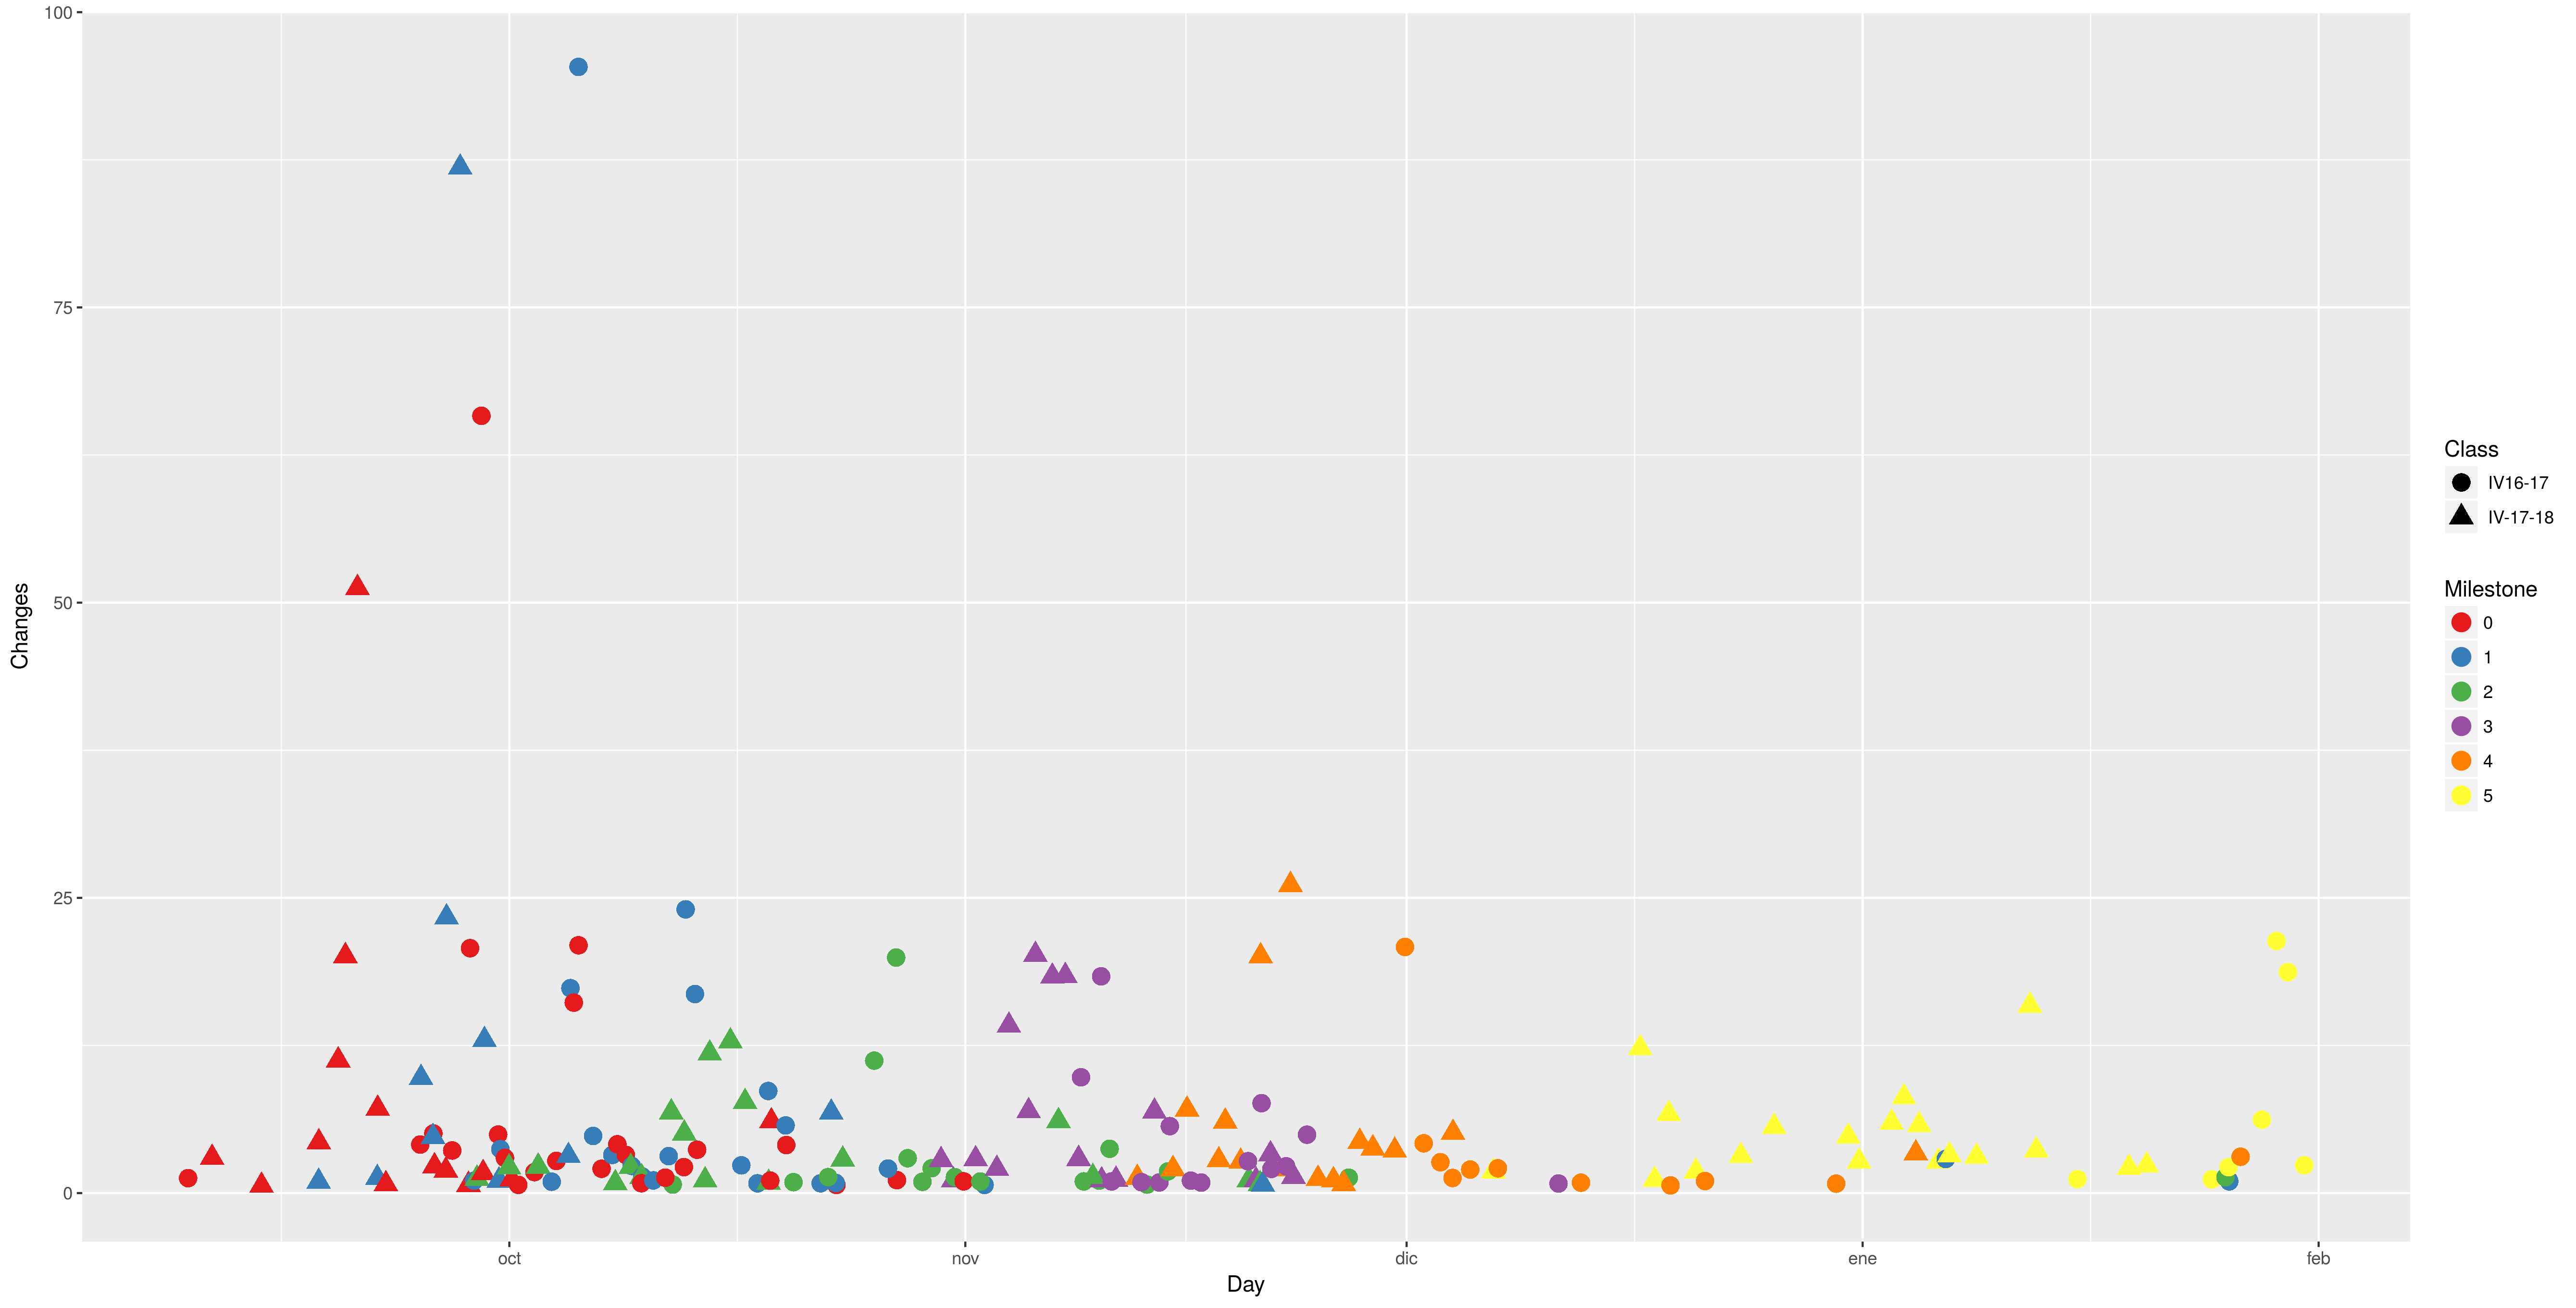 100
75
50
25
0
Changes
oct
nov
dic
ene
feb
Day
Class
IV16-17
IV-17-18
Milestone
0
1
2
3
4
5